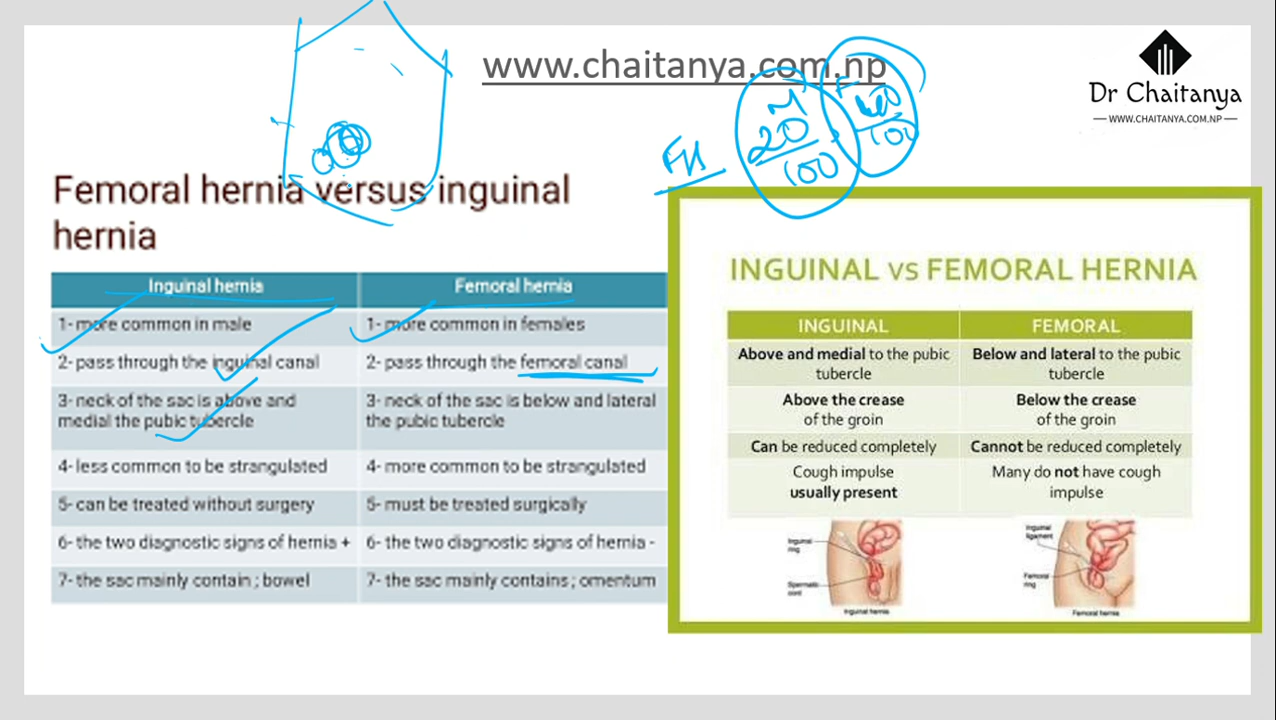 www.chaitanya.com.np
Dr Chaitanya
— WWW.CHAITANYA.COM.NP —
FH
M
20
100
F
100
Femoral hernia versus inguinal
hernia
Inguinal hernia
Femoral hernia
1- more common in male
1- more common in females
2- pass through the inguinal canal
2- pass through the femoral canal
3- neck of the sac is above and
medial the pubic tubercle
3- neck of the sac is below and lateral
the pubic tubercle
4- less common to be strangulated
4- more common to be strangulated
5- can be treated without surgery
5- must be treated surgically
6- the two diagnostic signs of hernia +
6- the two diagnostic signs of hernia -
7- the sac mainly contain ; bowel
7- the sac mainly contains ; omentum
INGUINAL vs FEMORAL HERNIA
INGUINAL
FEMORAL
Above and medial to the pubic
tubercle
Below and lateral to the pubic
tubercle
Above the crease
of the groin
Below the crease
of the groin
Can be reduced completely
Cannot be reduced completely
Cough impulse
usually present
Many do not have cough
impulse
Inguinal
ring
Spermatic
cord
Inguinal hernia
Inguinal
ligament
Femoral
ring
Femoral hernia